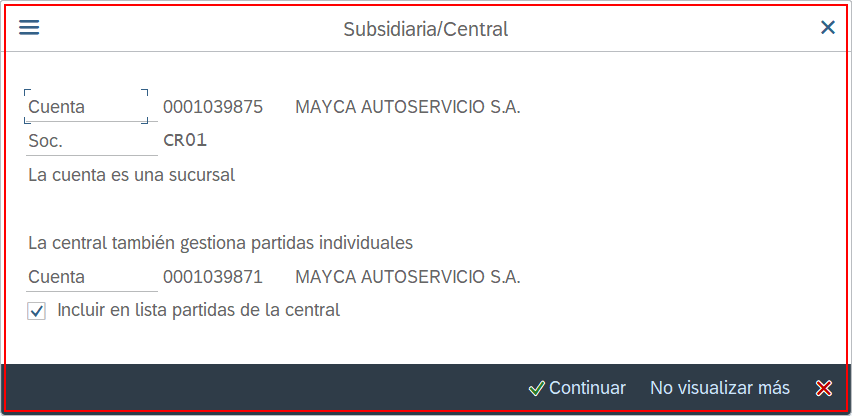 Subsidiaria/Central
Cuenta 0001039875 MAYCA AUTOSERVICIO S.A.
Soc. CR01
La cuenta es una sucursal
La central también gestiona partidas individuales
Cuenta 0001039871 MAYCA AUTOSERVICIO S.A.
Incluir en lista partidas de la central
Continuar No visualizar más